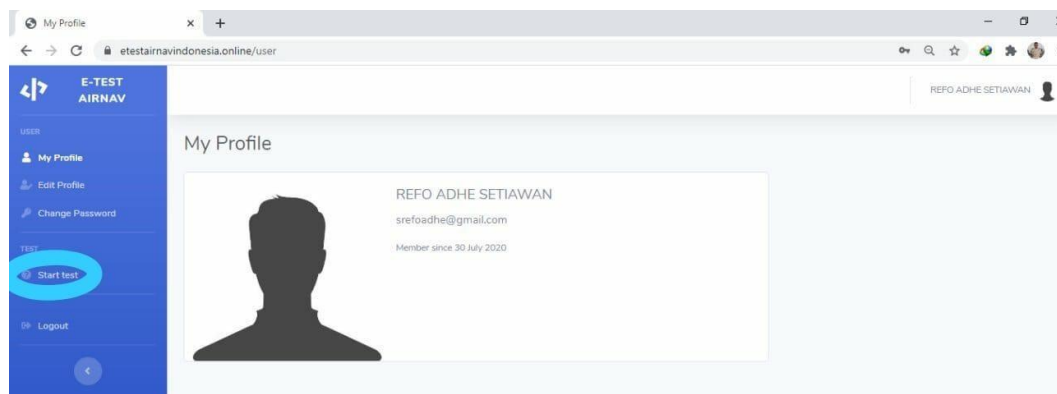 My Profile
etestairnavindonesia.online/user
E-TEST
AIRNAV
REFO ADHE SETIAWAN
USER
My Profile
Edit Profile
Change Password
TEST
Start test
Logout
My Profile
REFO ADHE SETIAWAN
srefoadhe@gmail.com
Member since 30 July 2020